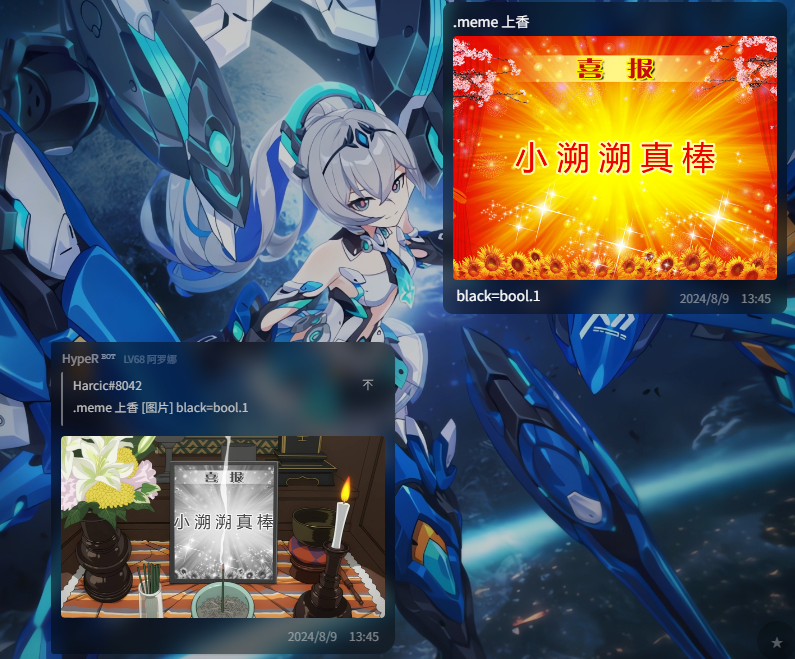 .meme 上香
喜 报
小溯溯真棒
black=bool.1
2024/8/9 13:45
HypeR BOT LV68 阿罗娜
Harcic#8042
.meme 上香 [图片] black=bool.1
喜 报
小溯溯真棒
2024/8/9 13:45